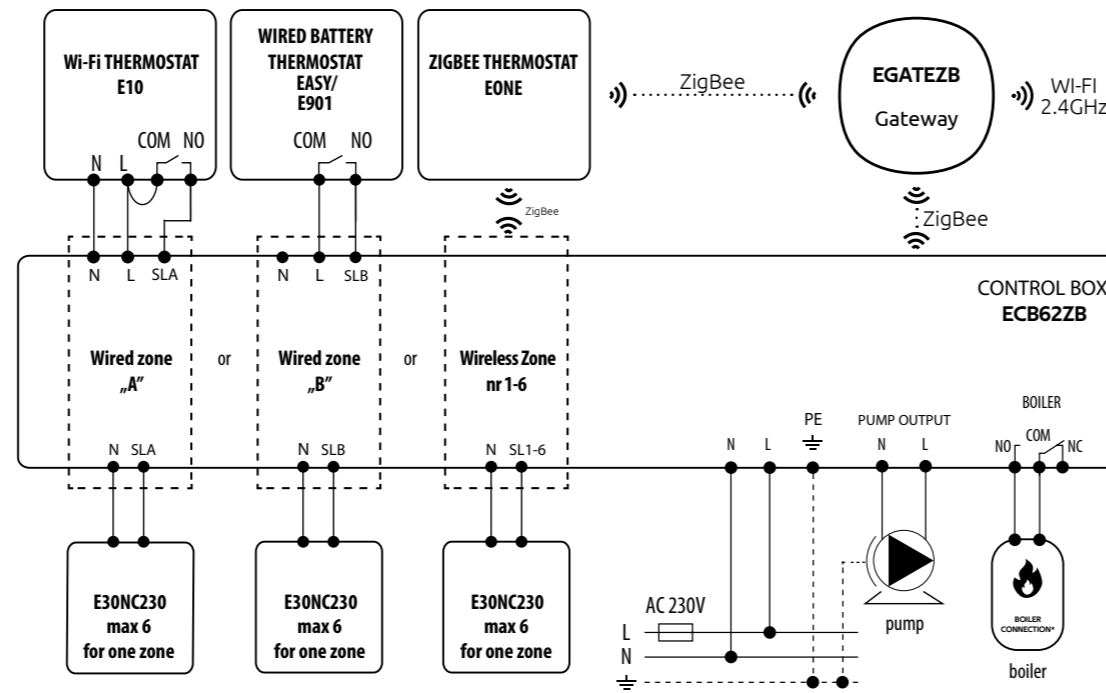 Wi-Fi THERMOSTAT
E10
N L COM NO
WIRED BATTERY
THERMOSTAT
EASY/
E901
COM NO
ZIGBEE THERMOSTAT
EONE
ZigBee
EGATEZB
Gateway
WI-FI
2.4GHz
ZigBee
ZigBee
N L SLA
N L SLB
CONTROL BOX
ECB62ZB
Wired zone
„A”
or
Wired zone
„B”
or
Wireless Zone
nr 1-6
N SLA
N SLB
N SL1-6
N L PE
PUMP OUTPUT
N L
BOILER
NO COM NC
E30NC230
max 6
for one zone
E30NC230
max 6
for one zone
E30NC230
max 6
for one zone
AC 230V
L
N
pump
BOILER
CONNECTION*
boiler